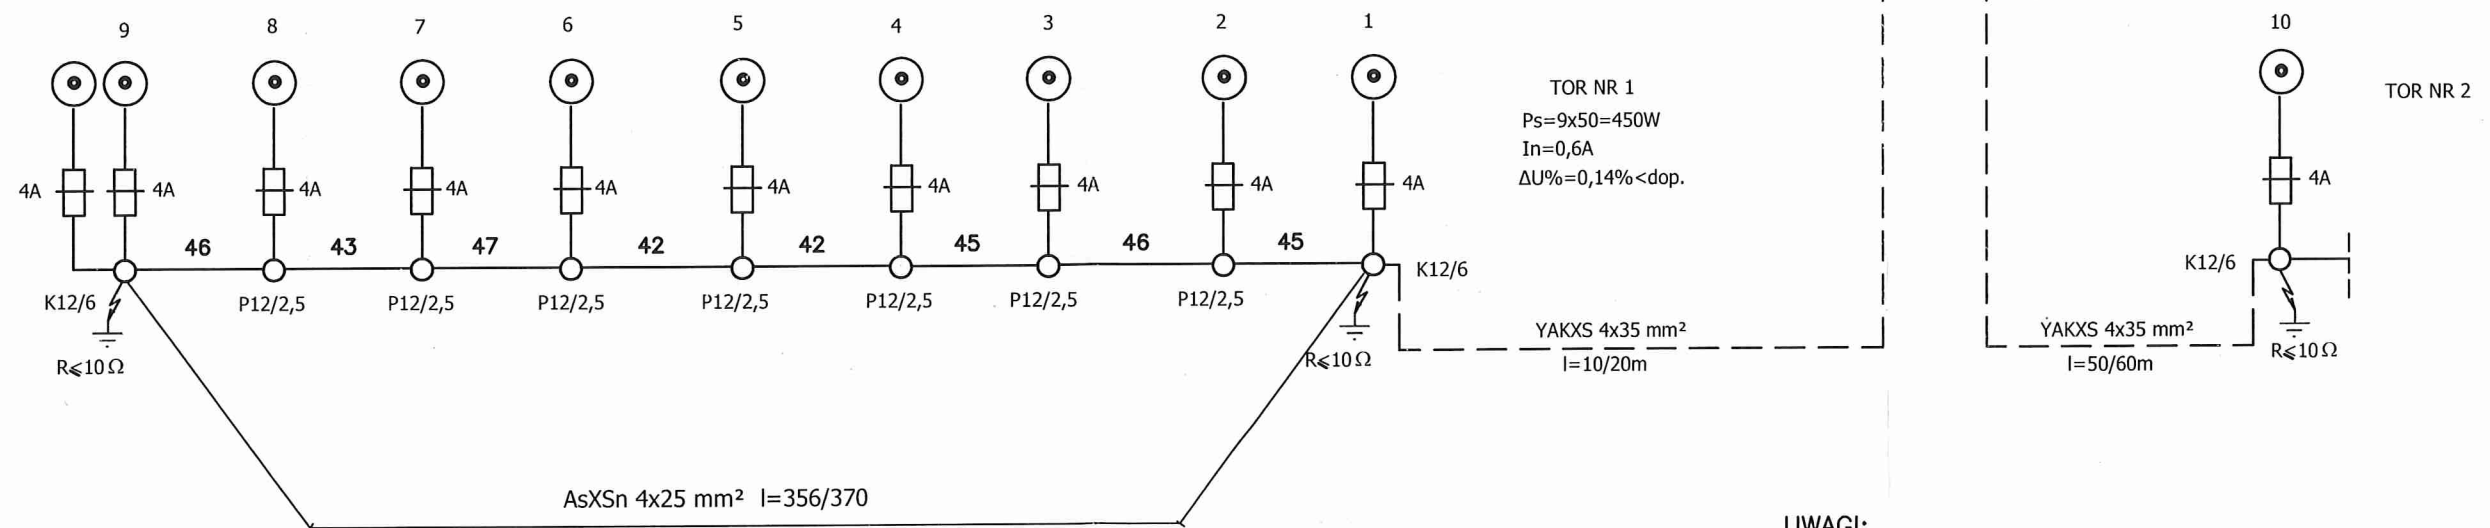 9 8 7 6 5 4 3 2 1 10
TOR NR 1
TOR NR 2
Ps=9x50=450W
In=0,6A
ΔU%=0,14%<dop.
4A 4A 4A 4A 4A 4A 4A 4A 4A 4A 4A
46 43 47 42 42 45 46 45
K12/6 P12/2,5 P12/2,5 P12/2,5 P12/2,5 P12/2,5 P12/2,5 P12/2,5 K12/6 K12/6
R⩽10Ω
R⩽10Ω
R⩽10Ω
YAKXS 4x35 mm²
l=10/20m
YAKXS 4x35 mm²
l=50/60m
AsXSn 4x25 mm² l=356/370
UWAGI: